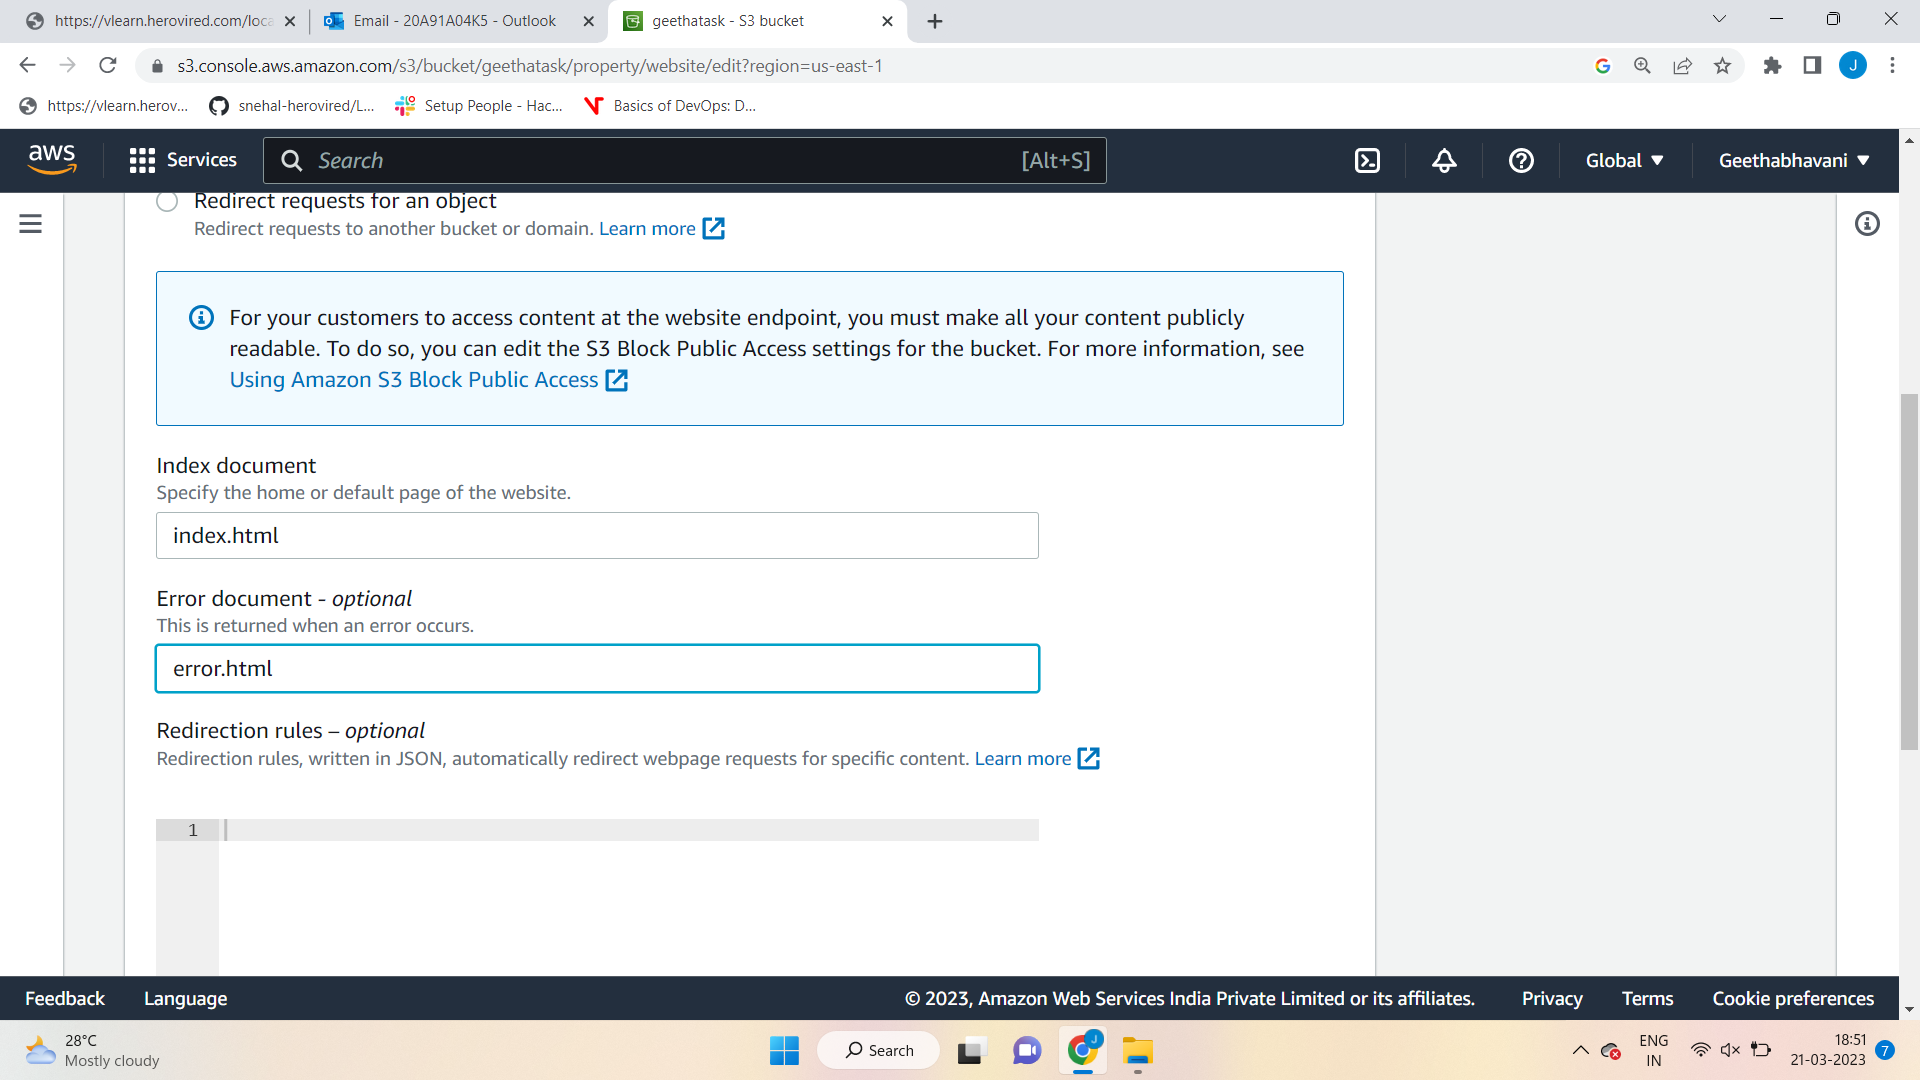 https://vlearn.herovired.com/loca
Email - 20A91A04K5 - Outlook
geethatask - S3 bucket
s3.console.aws.amazon.com/s3/bucket/geethatask/property/website/edit?region=us-east-1
J
https://vlearn.herov...
snehal-herovired/L...
Setup People - Hac...
Basics of DevOps: D...
aws
Services
Search
[Alt+S]
Global
Geethabhavani
Redirect requests for an object
Redirect requests to another bucket or domain. Learn more
For your customers to access content at the website endpoint, you must make all your content publicly
readable. To do so, you can edit the S3 Block Public Access settings for the bucket. For more information, see
Using Amazon S3 Block Public Access
Index document
Specify the home or default page of the website.
index.html
Error document - optional
This is returned when an error occurs.
error.html
Redirection rules – optional
Redirection rules, written in JSON, automatically redirect webpage requests for specific content. Learn more
1
Feedback
Language
© 2023, Amazon Web Services India Private Limited or its affiliates.
Privacy
Terms
Cookie preferences
28°C
Mostly cloudy
Search
J
ENG
IN
18:51
21-03-2023
7